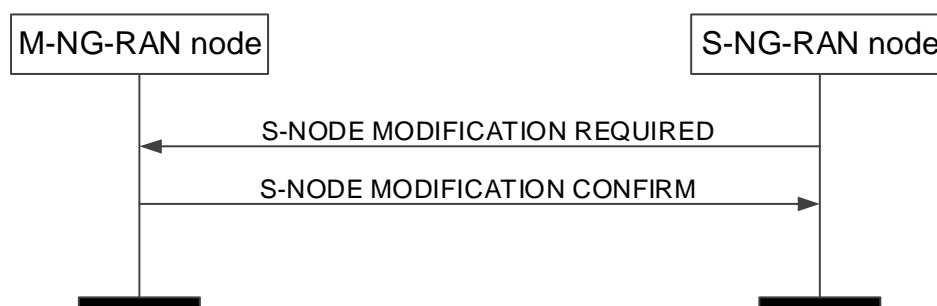 M-NG-RAN node
S-NG-RAN node
S-NODE MODIFICATION REQUIRED
S-NODE MODIFICATION CONFIRM